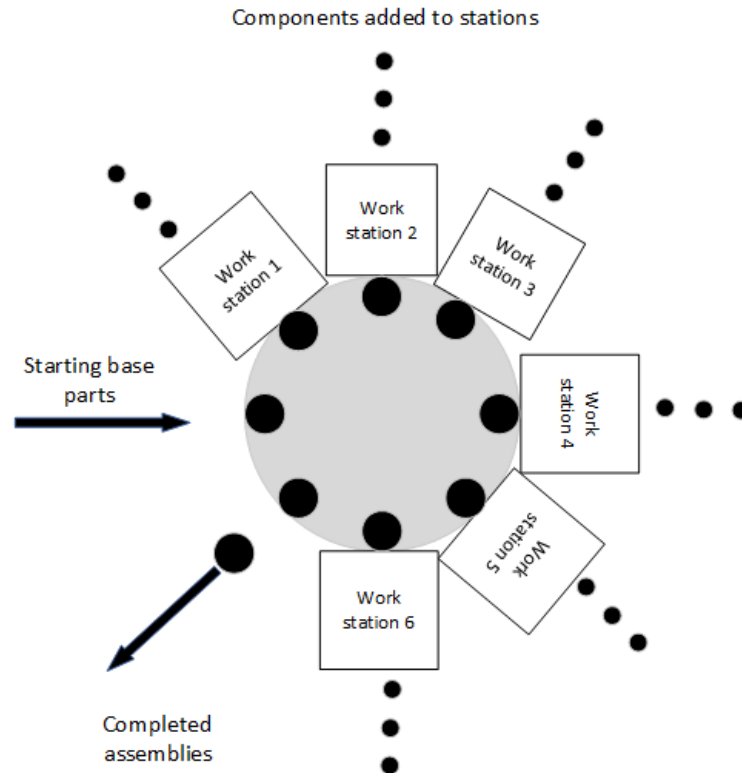 Components added to stations
Work
station 1
Work
station 2
Work
station 3
Work
station 4
Work
station 5
Work
station 6
Starting base
parts
Completed
assemblies